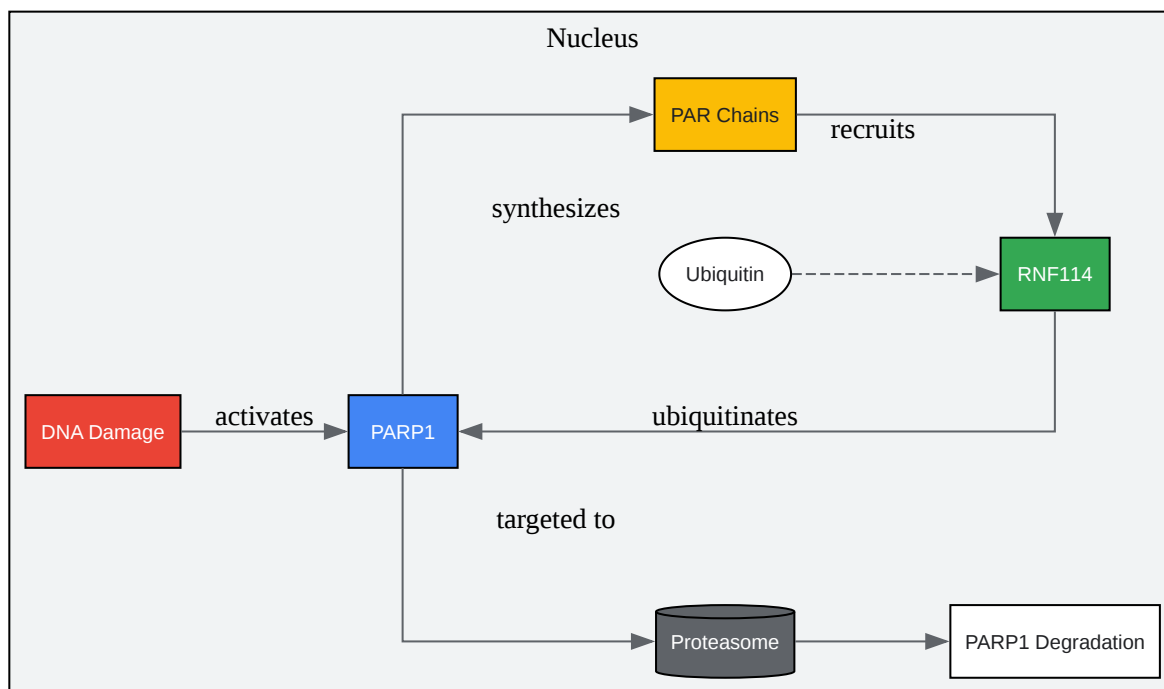 Nucleus
PAR Chains
recruits
synthesizes
Ubiquitin
RNF114
DNA Damage
activates
PARP1
ubiquitinates
targeted to
Proteasome
PARP1 Degradation